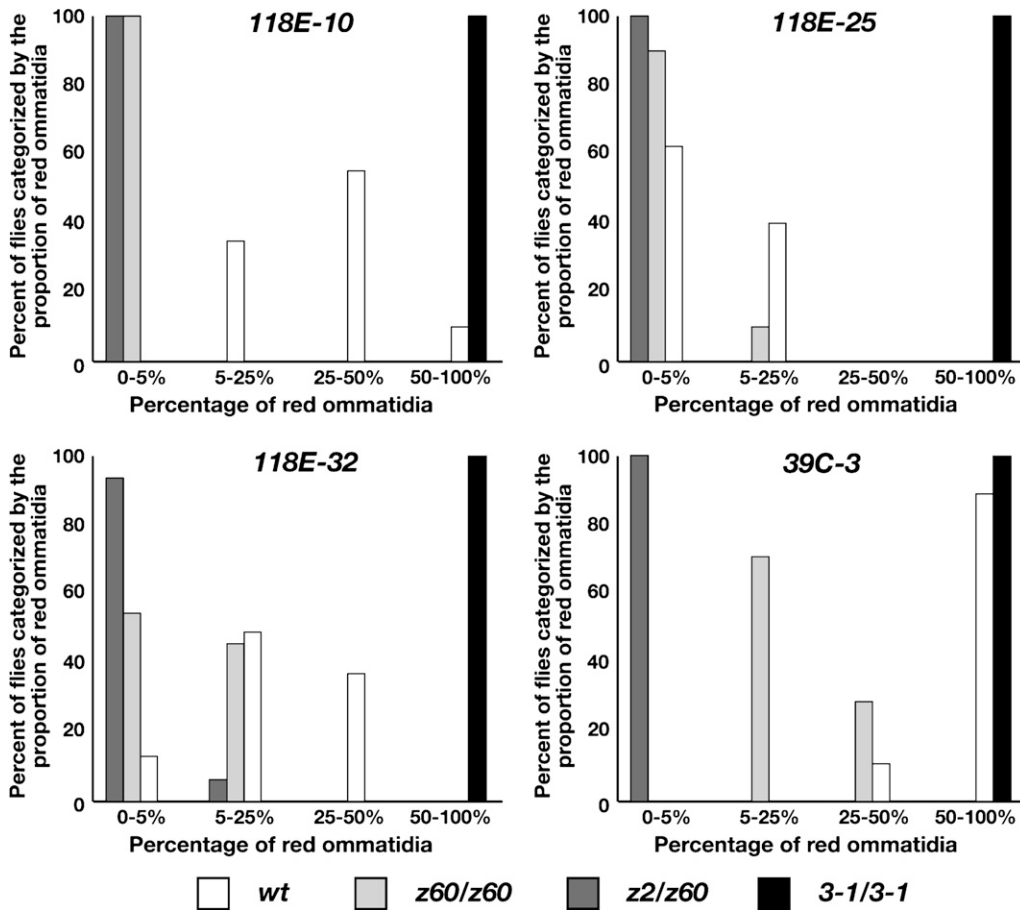 118E-10
Percent of flies categorized by the
proportion of red ommatidia
100
80
60
40
20
0
0-5% 5-25% 25-50% 50-100%
Percentage of red ommatidia
118E-25
Percent of flies categorized by the
proportion of red ommatidia
100
80
60
40
20
0
0-5% 5-25% 25-50% 50-100%
Percentage of red ommatidia
118E-32
Percent of flies categorized by the
proportion of red ommatidia
100
80
60
40
20
0
0-5% 5-25% 25-50% 50-100%
Percentage of red ommatidia
39C-3
Percent of flies categorized by the
proportion of red ommatidia
100
80
60
40
20
0
0-5% 5-25% 25-50% 50-100%
Percentage of red ommatidia
wt z60/z60 z2/z60 3-1/3-1